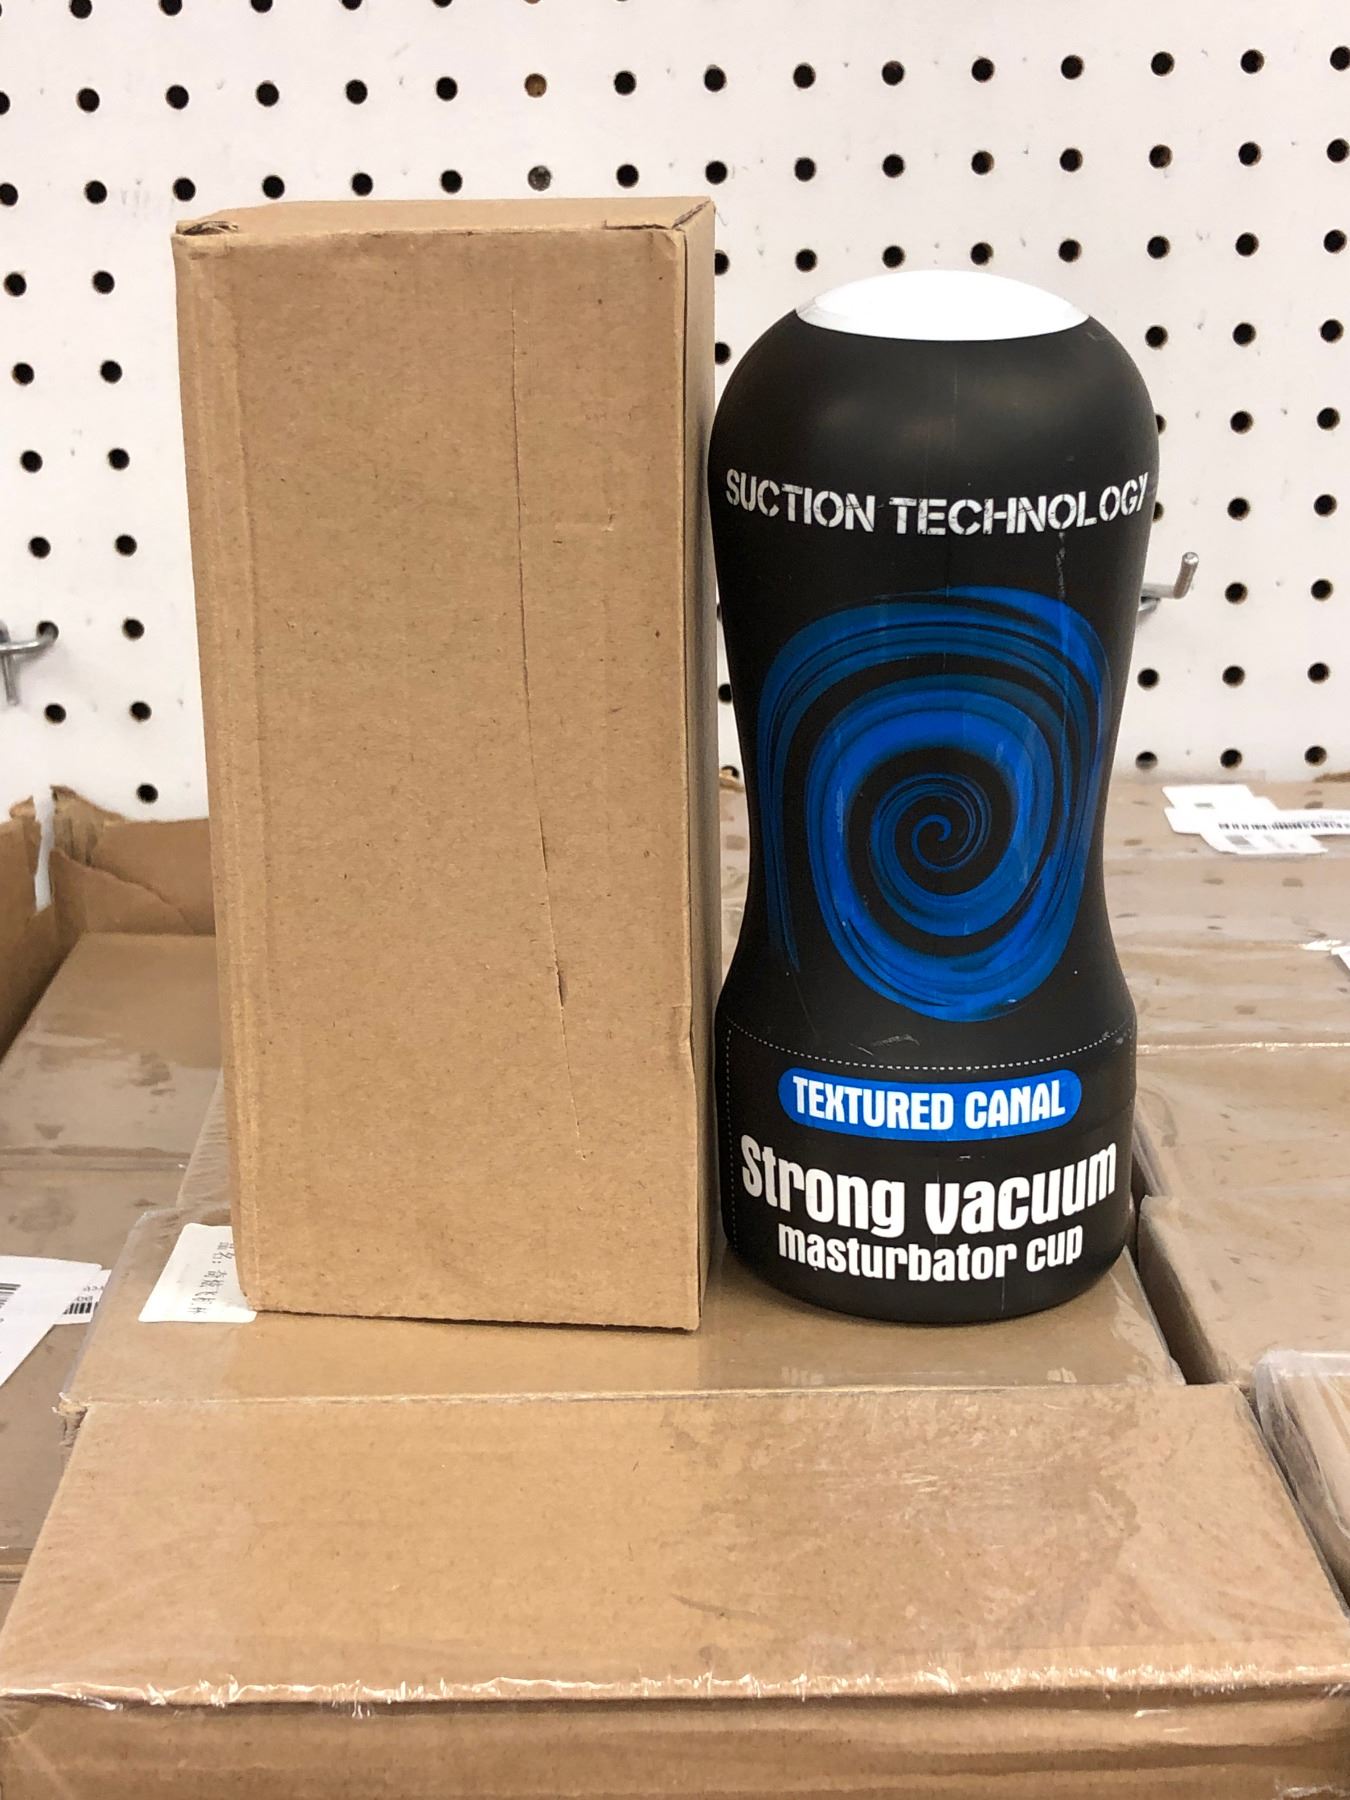 SUCTION TECHNOLOGY
TEXTURED CANAL
Strong vacuum
masturbator cup